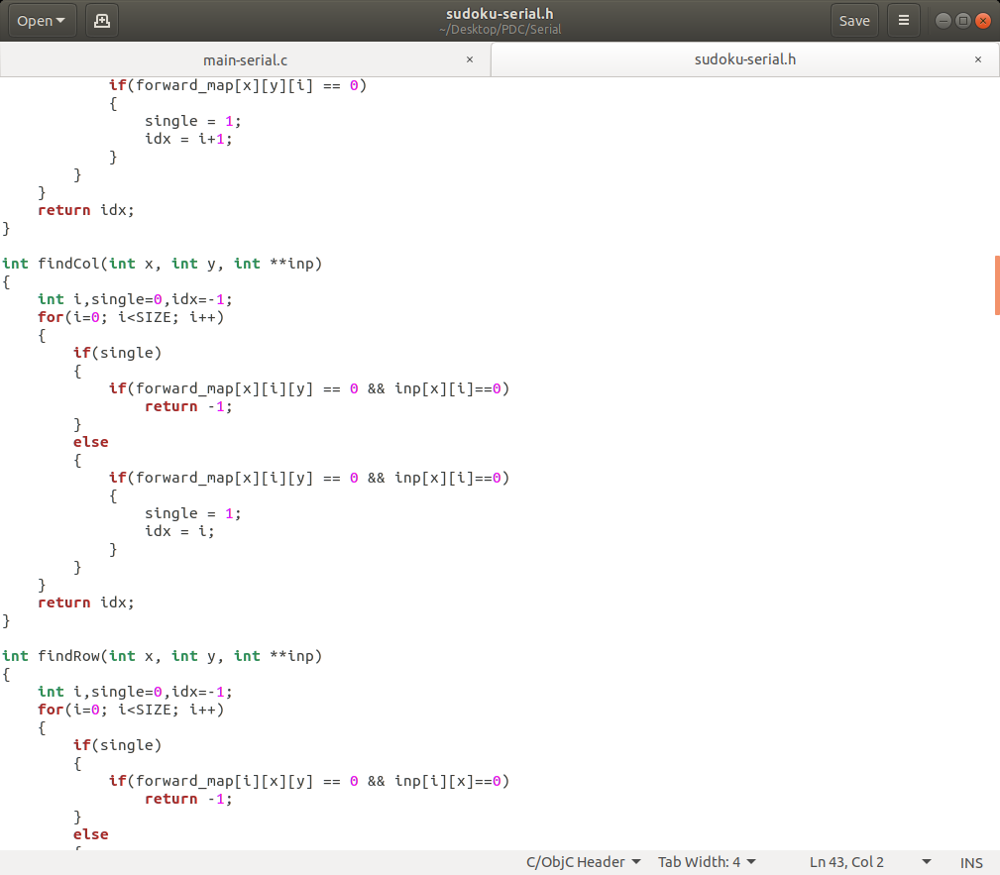 Open
sudoku-serial.h
~/Desktop/PDC/Serial
Save
main-serial.c ×
sudoku-serial.h ×
            if(forward_map[x][y][i] == 0)
            {
                single = 1;
                idx = i+1;
            }
        }
    }
    return idx;
}

int findCol(int x, int y, int **inp)
{
    int i,single=0,idx=-1;
    for(i=0; i<SIZE; i++)
    {
        if(single)
        {
            if(forward_map[x][i][y] == 0 && inp[x][i]==0)
                return -1;
        }
        else
        {
            if(forward_map[x][i][y] == 0 && inp[x][i]==0)
            {
                single = 1;
                idx = i;
            }
        }
    }
    return idx;
}

int findRow(int x, int y, int **inp)
{
    int i,single=0,idx=-1;
    for(i=0; i<SIZE; i++)
    {
        if(single)
        {
            if(forward_map[i][x][y] == 0 && inp[i][x]==0)
                return -1;
        }
        else
        {
C/ObjC Header Tab Width: 4 Ln 43, Col 2 INS